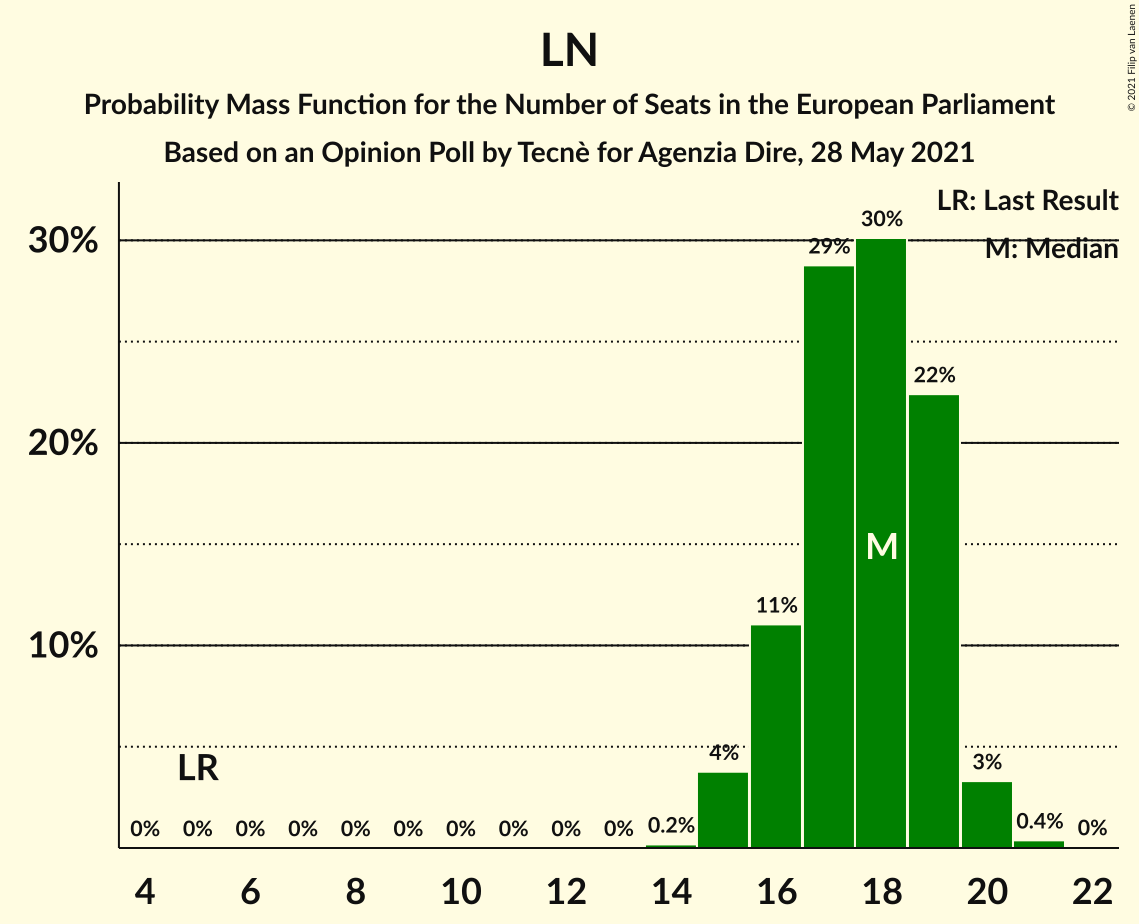 LN
Probability Mass Function for the Number of Seats in the European Parliament
Based on an Opinion Poll by Tecnè for Agenzia Dire, 28 May 2021
© 2021 Filip van Laenen
LR: Last Result
M: Median
30%
20%
10%
0% 0% 0% 0% 0% 0% 0% 0% 0% 0% 0.2% 4% 11% 29% 30% 22% 3% 0.4% 0%
LR
M
4 6 8 10 12 14 16 18 20 22